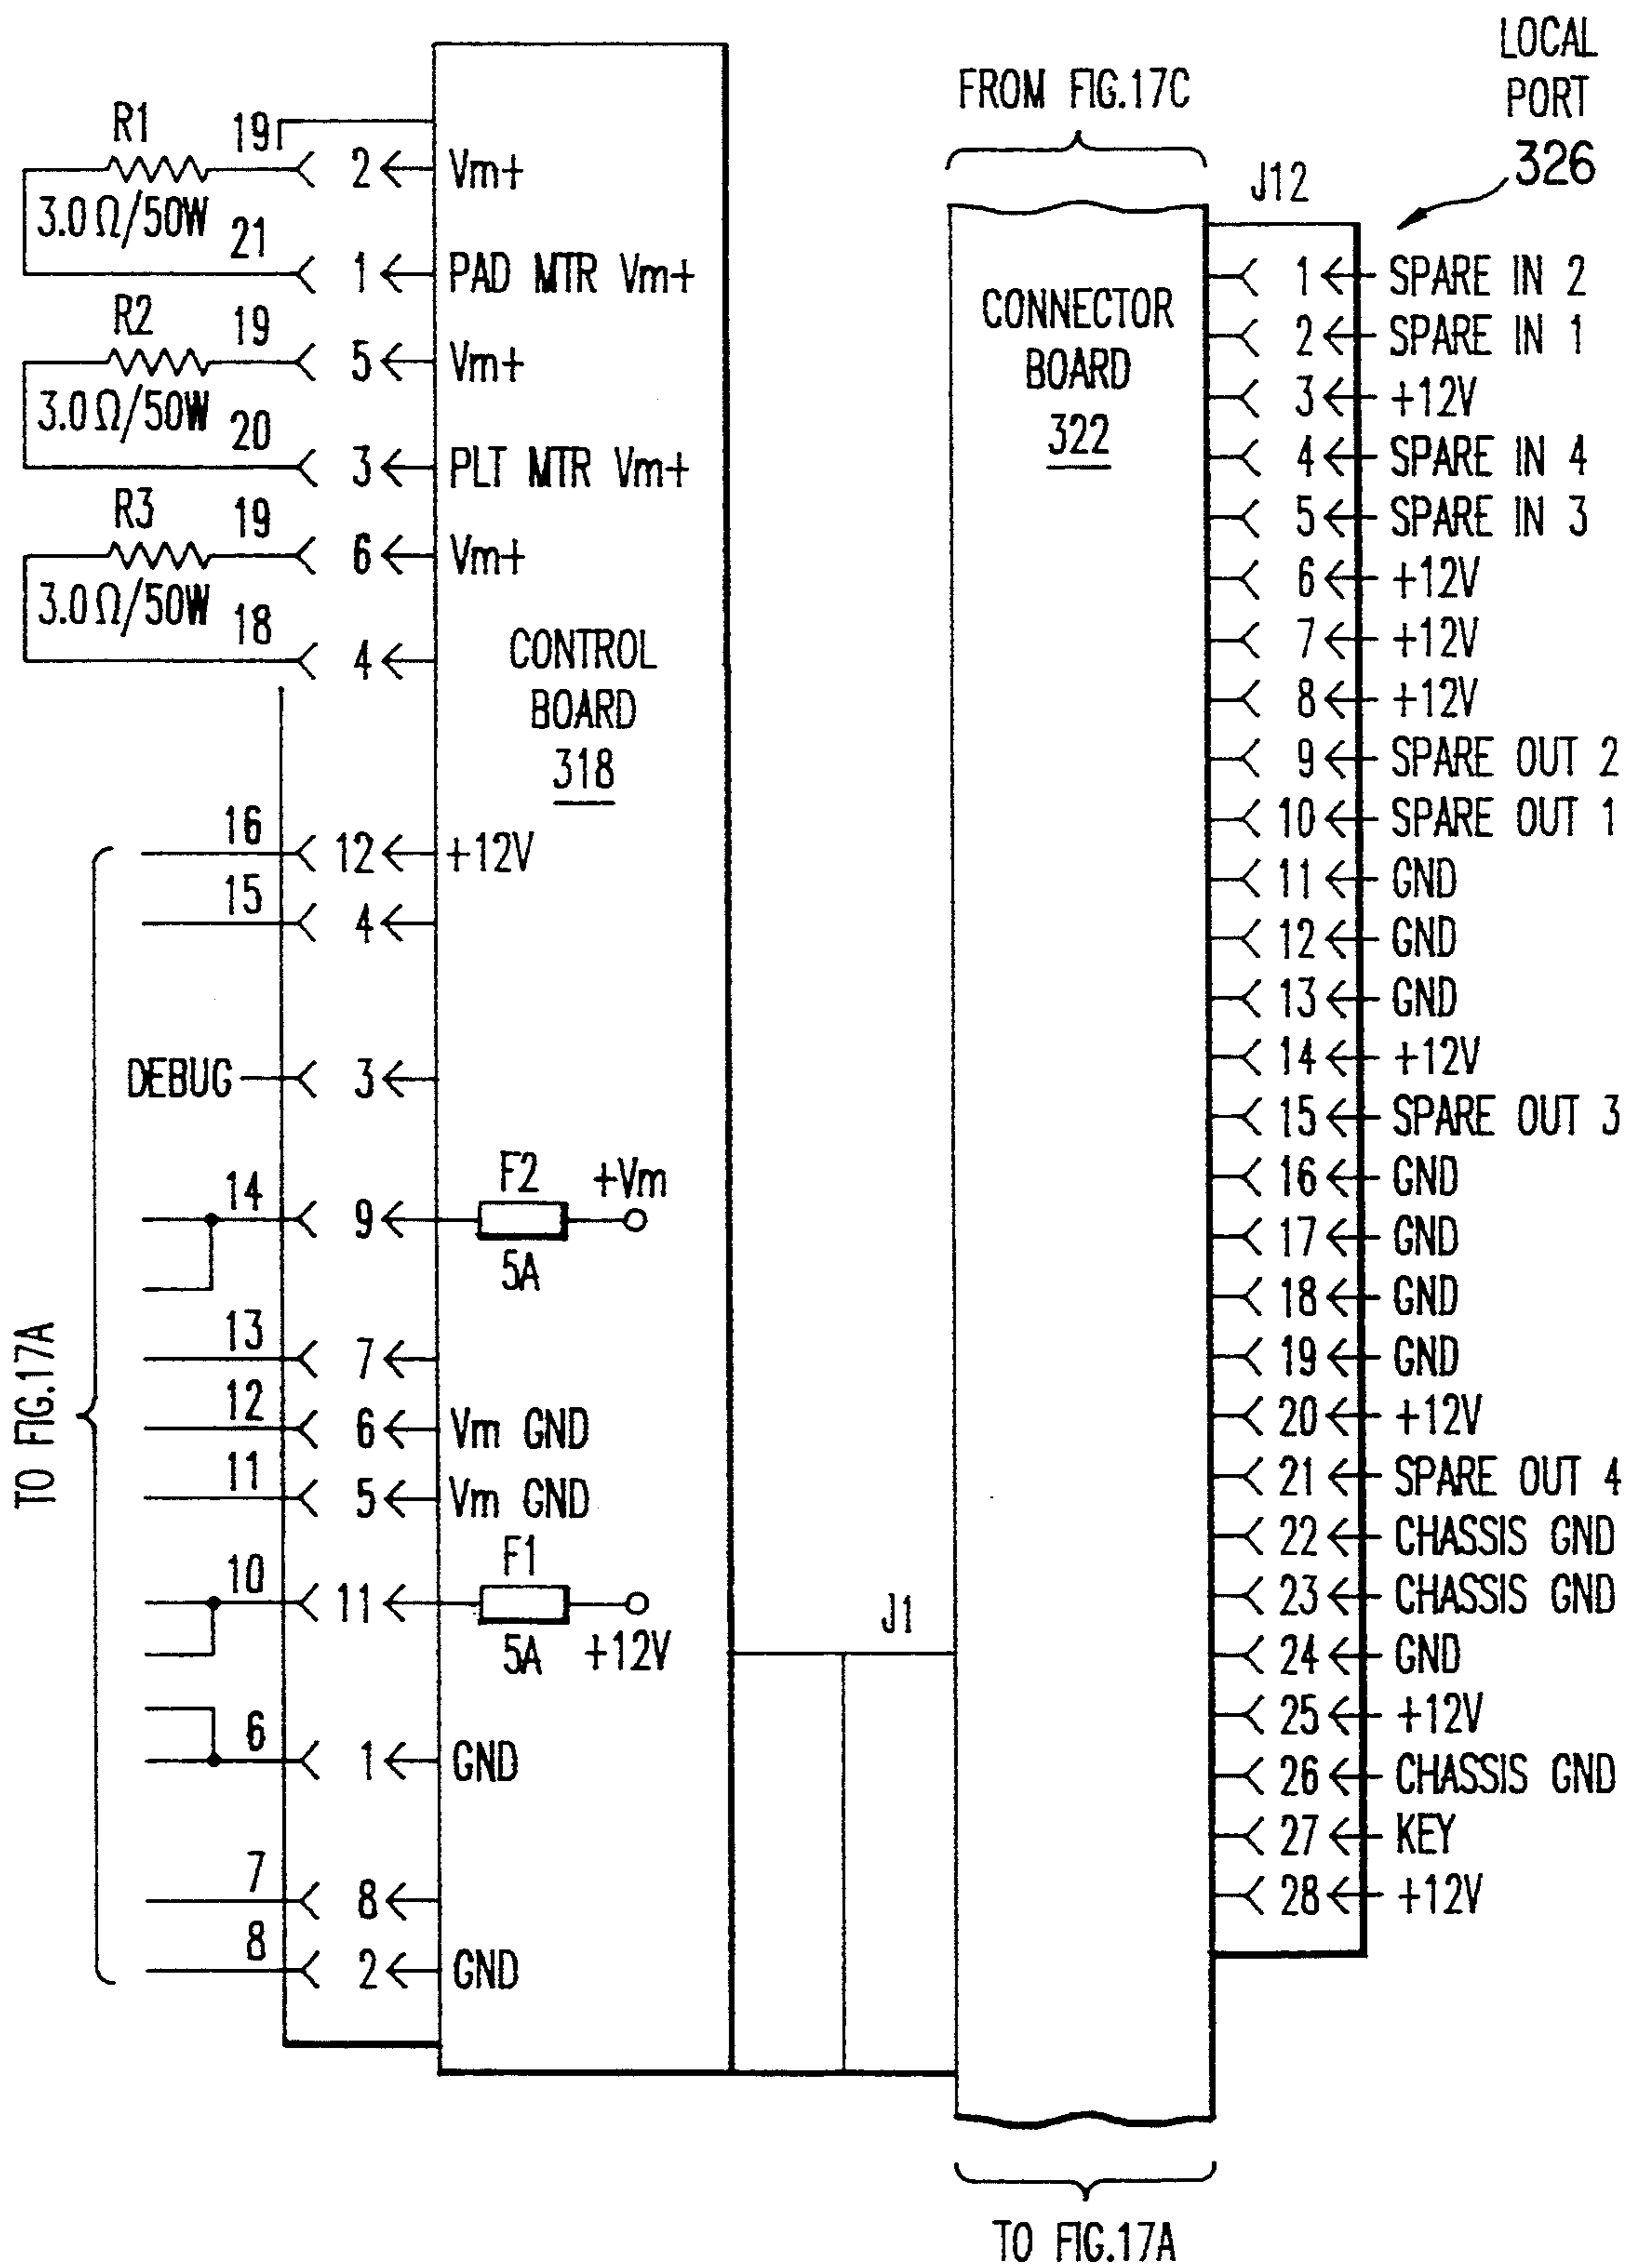 LOCAL
PORT
326
FROM FIG.17C
J12
R1
19
2
Vm+
3.0Ω/50W
21
1
PAD MTR Vm+
R2
19
5
Vm+
3.0Ω/50W
20
3
PLT MTR Vm+
R3
19
6
Vm+
3.0Ω/50W
18
4
CONTROL
BOARD
318
16
12
+12V
15
4
DEBUG
3
14
9
F2
+Vm
5A
13
7
12
6
Vm GND
11
5
Vm GND
10
11
F1
5A
+12V
6
1
GND
7
8
8
2
GND
TO FIG.17A
J1
CONNECTOR
BOARD
322
1 SPARE IN 2
2 SPARE IN 1
3 +12V
4 SPARE IN 4
5 SPARE IN 3
6 +12V
7 +12V
8 +12V
9 SPARE OUT 2
10 SPARE OUT 1
11 GND
12 GND
13 GND
14 +12V
15 SPARE OUT 3
16 GND
17 GND
18 GND
19 GND
20 +12V
21 SPARE OUT 4
22 CHASSIS GND
23 CHASSIS GND
24 GND
25 +12V
26 CHASSIS GND
27 KEY
28 +12V
TO FIG.17A